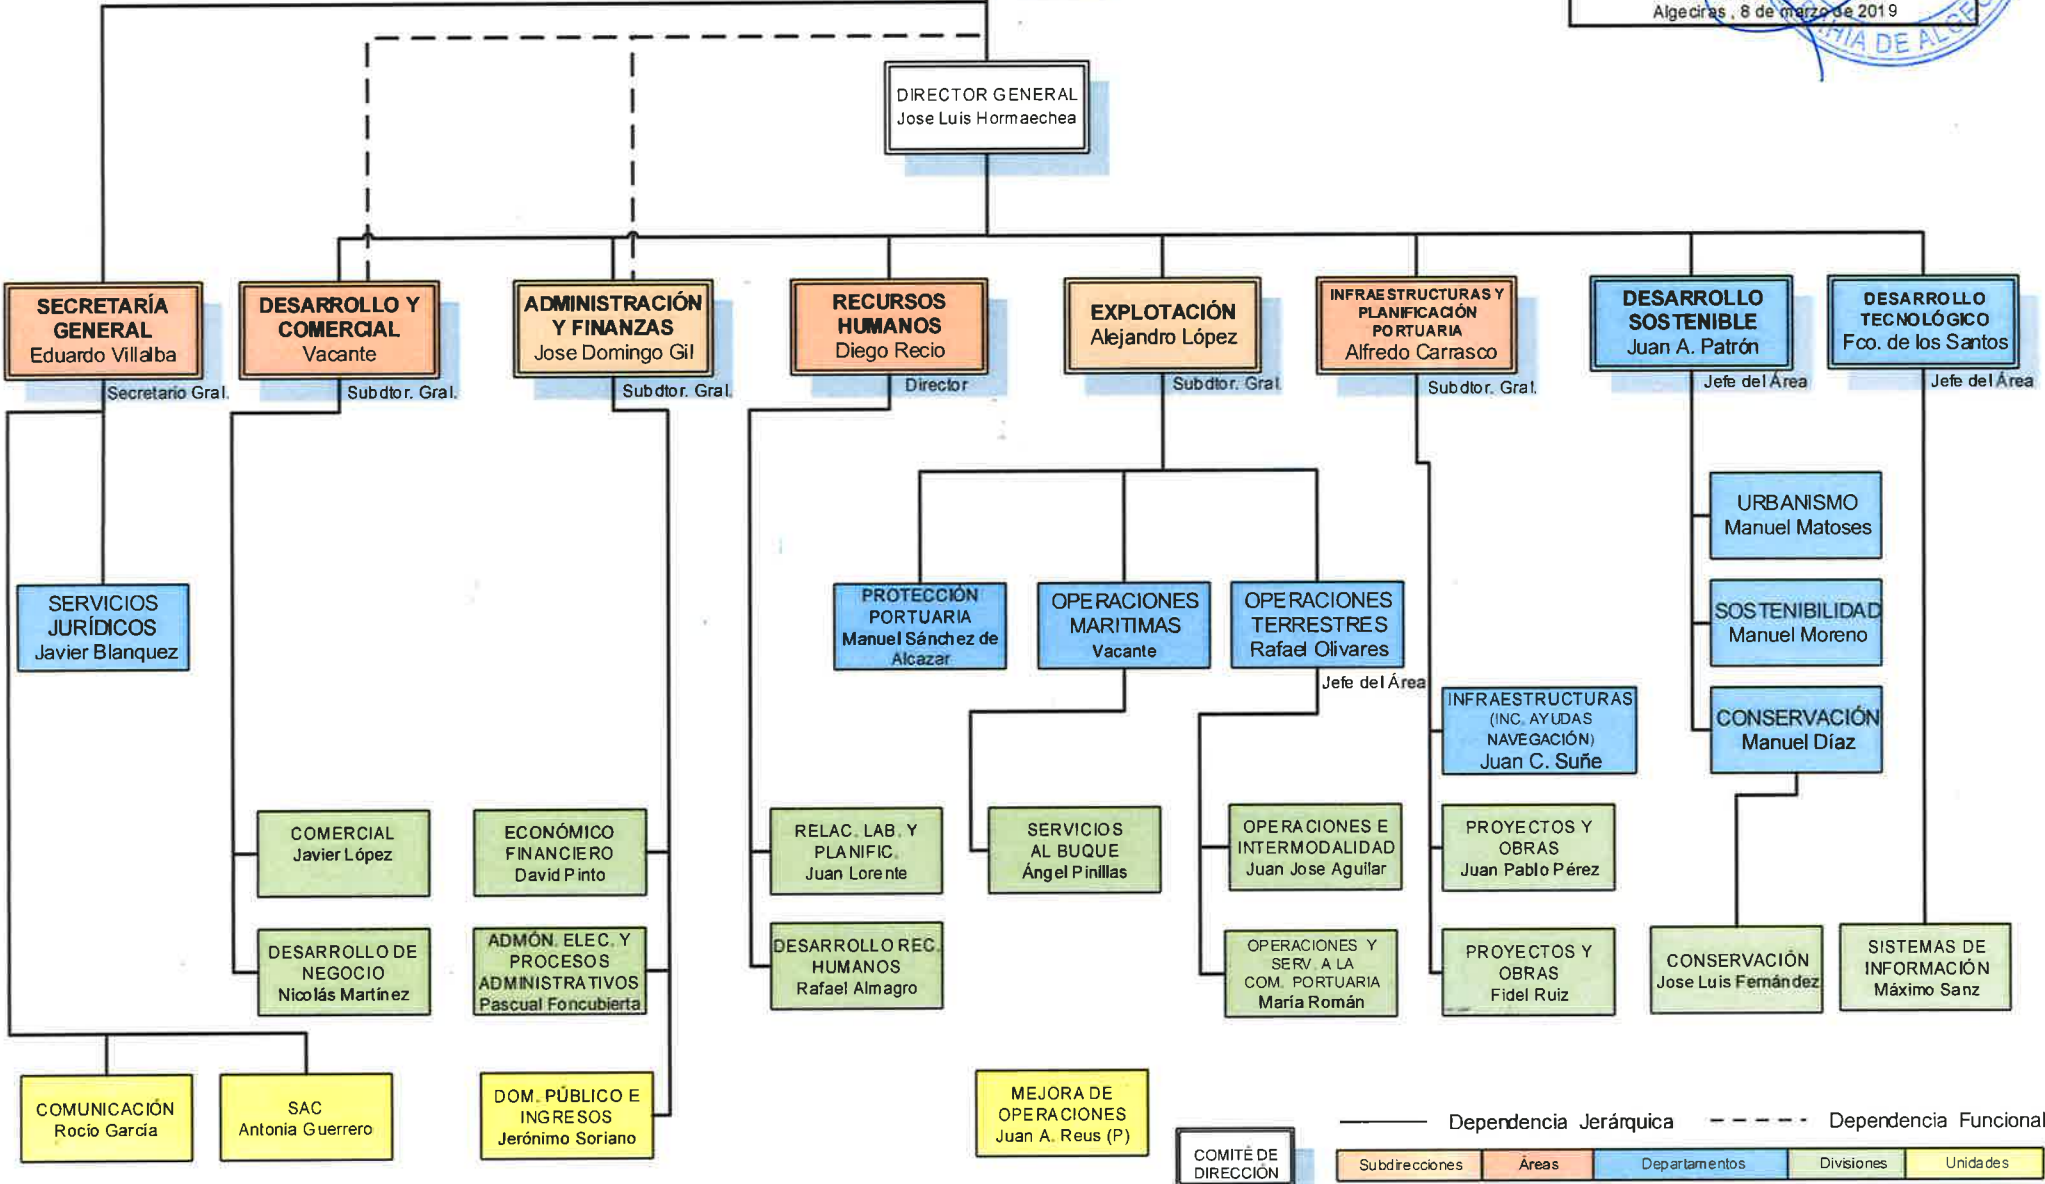 Algeciras, 8 de marzo de 2019
BAHÍA DE ALGEC
DIRECTOR GENERAL
Jose Luis Hormaechea
SECRETARÍA
GENERAL
Eduardo Villalba
Secretario Gral.
DESARROLLO Y
COMERCIAL
Vacante
Subdtor. Gral.
ADMINISTRACIÓN
Y FINANZAS
Jose Domingo Gil
Subdtor. Gral.
RECURSOS
HUMANOS
Diego Recio
Director
EXPLOTACIÓN
Alejandro López
Subdtor. Gral.
INFRAESTRUCTURAS Y
PLANIFICACIÓN
PORTUARIA
Alfredo Carrasco
Subdtor. Gral.
DESARROLLO
SOSTENIBLE
Juan A. Patrón
Jefe del Área
DESARROLLO
TECNOLÓGICO
Fco. de los Santos
Jefe del Área
URBANISMO
Manuel Matoses
SOSTENIBILIDAD
Manuel Moreno
CONSERVACIÓN
Manuel Díaz
SERVICIOS
JURÍDICOS
Javier Blanquez
PROTECCIÓN
PORTUARIA
Manuel Sánchez de
Alcazar
OPERACIONES
MARITIMAS
Vacante
OPERACIONES
TERRESTRES
Rafael Olivares
Jefe del Área
INFRAESTRUCTURAS
(INC. AYUDAS
NAVEGACIÓN)
Juan C. Suñe
COMERCIAL
Javier López
ECONÓMICO
FINANCIERO
David Pinto
RELAC. LAB. Y
PLANIFIC.
Juan Lorente
SERVICIOS
AL BUQUE
Ángel Pinillas
OPERACIONES E
INTERMODALIDAD
Juan Jose Aguilar
PROYECTOS Y
OBRAS
Juan Pablo Pérez
DESARROLLO DE
NEGOCIO
Nicolás Martínez
ADMÓN. ELEC. Y
PROCESOS
ADMINISTRATIVOS
Pascual Foncubierta
DESARROLLO REC.
HUMANOS
Rafael Almagro
OPERACIONES Y
SERV. A LA
COM. PORTUARIA
María Román
PROYECTOS Y
OBRAS
Fidel Ruiz
CONSERVACIÓN
Jose Luis Fernández
SISTEMAS DE
INFORMACIÓN
Máximo Sanz
COMUNICACIÓN
Rocío García
SAC
Antonia Guerrero
DOM. PÚBLICO E
INGRESOS
Jerónimo Soriano
MEJORA DE
OPERACIONES
Juan A. Reus (P)
COMITÉ DE
DIRECCIÓN
Dependencia Jerárquica
Dependencia Funcional
Subdirecciones
Áreas
Departamentos
Divisiones
Unidades